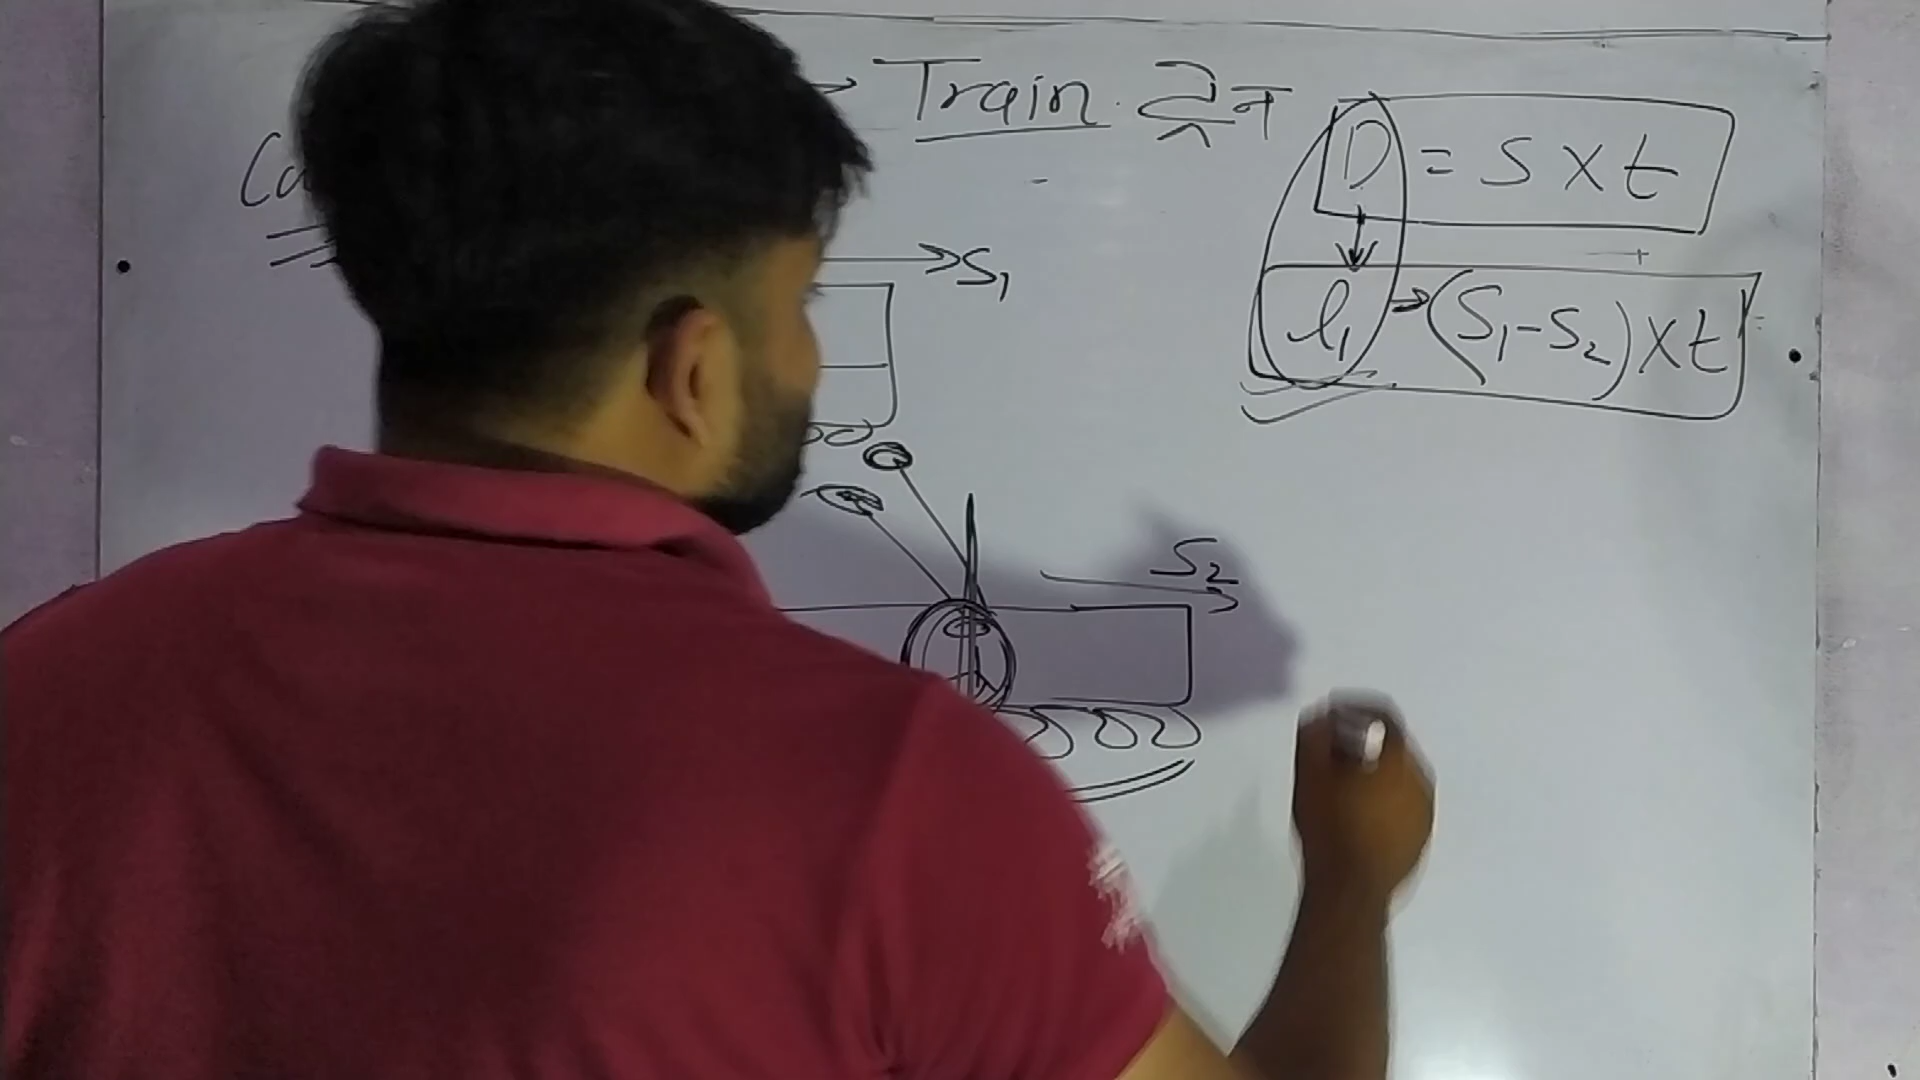 → Train ट्रेन
D = S × t
→ S₁
l₁ → (S₁ - S₂) × t
S₂